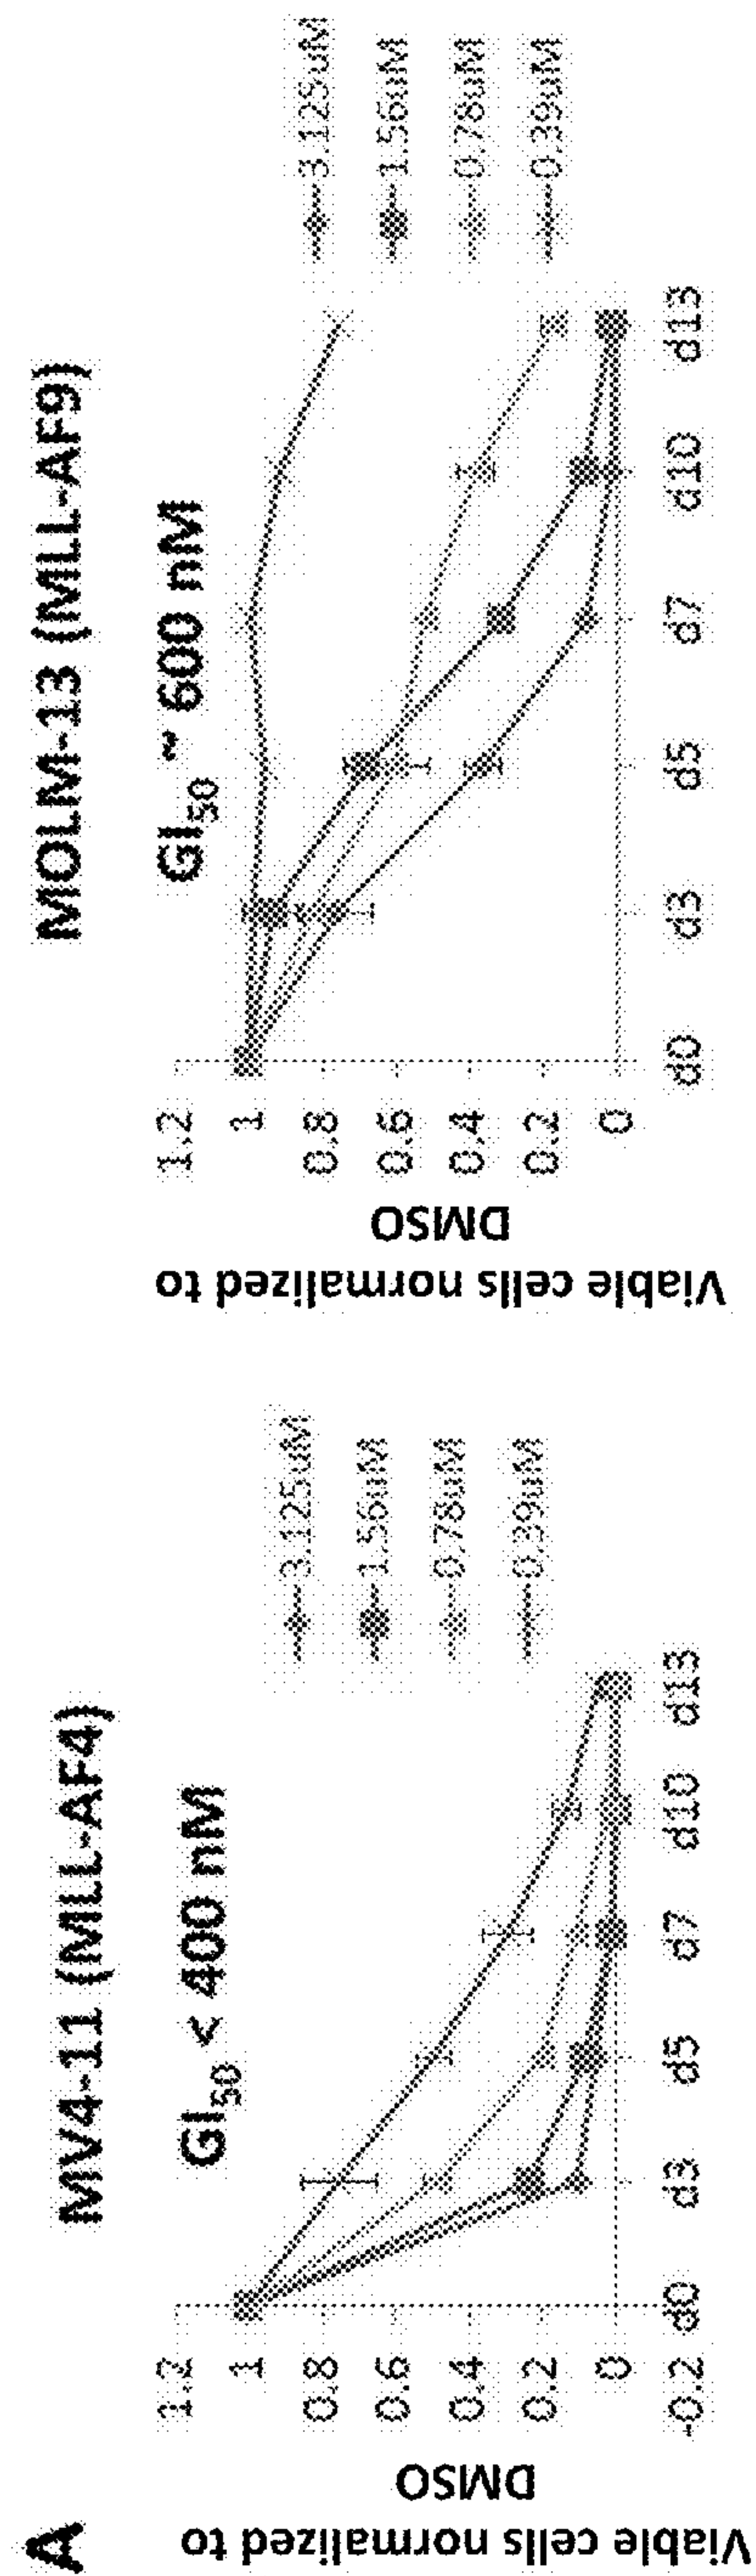 A
MV4-11 (MLL-AF4)
GI50 < 400 nM
Viable cells normalized to
DMSO
1.2
1
0.8
0.6
0.4
0.2
0
-0.2
d0
d3
d5
d7
d10
d13
3.125uM
1.56uM
0.78uM
0.39uM
MOLM-13 (MLL-AF9)
GI50 ~ 600 nM
Viable cells normalized to
DMSO
1.2
1
0.8
0.6
0.4
0.2
0
d0
d3
d5
d7
d10
d13
3.125uM
1.56uM
0.78uM
0.39uM